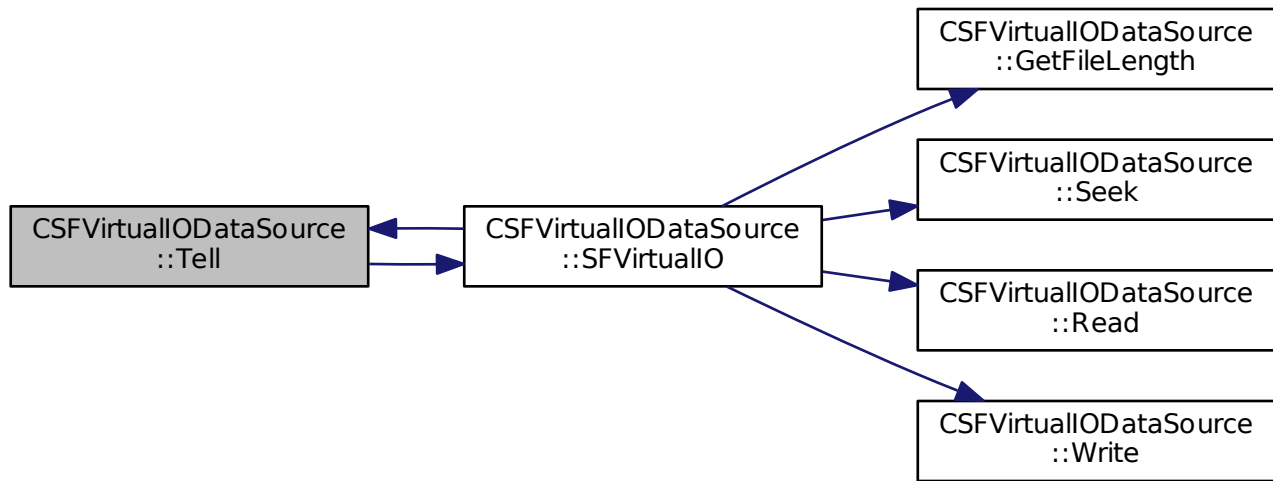 CSFVirtualIODataSource
::Tell
CSFVirtualIODataSource
::SFVirtualIO
CSFVirtualIODataSource
::GetFileLength
CSFVirtualIODataSource
::Seek
CSFVirtualIODataSource
::Read
CSFVirtualIODataSource
::Write